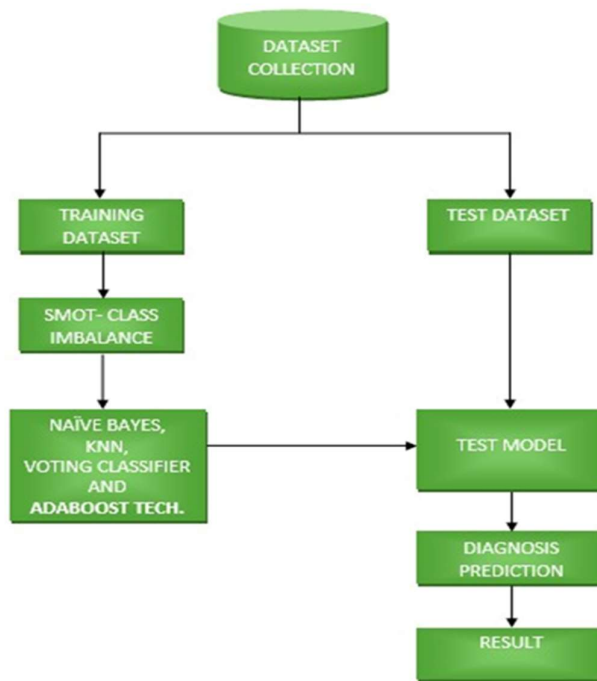 DATASET
COLLECTION
TRAINING
DATASET
TEST DATASET
SMOT- CLASS
IMBALANCE
NAÏVE BAYES,
KNN,
VOTING CLASSIFIER
AND
ADABOOST TECH.
TEST MODEL
DIAGNOSIS
PREDICTION
RESULT